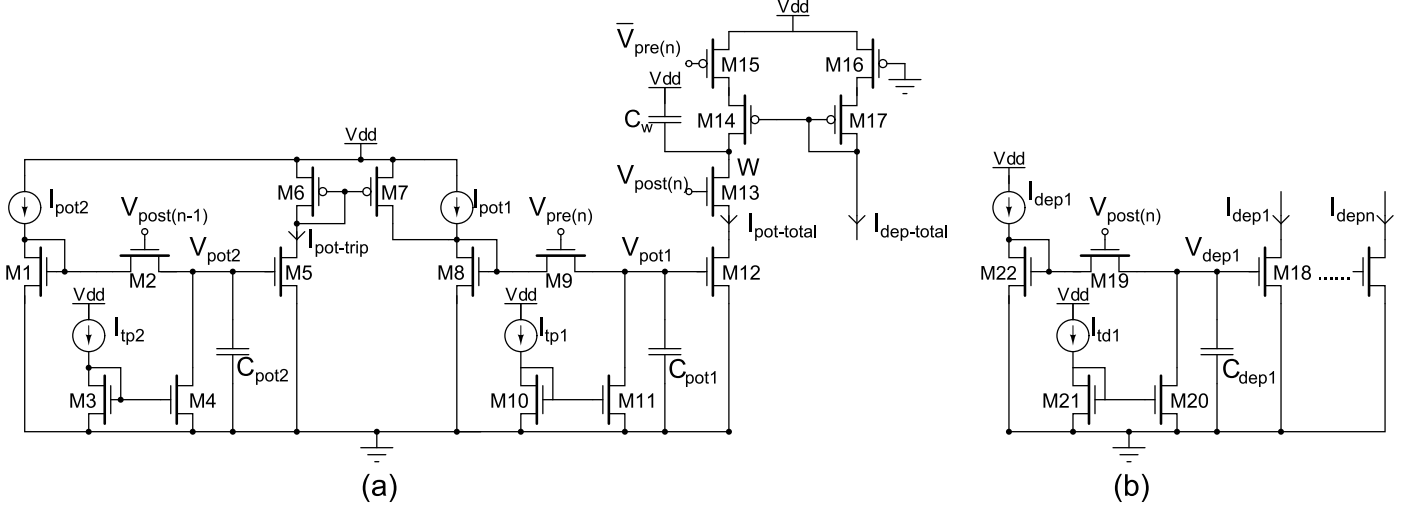 Vdd
V̅pre(n)
M15
M16
Vdd
Cw
M14
M17
Vdd
W
M6
M7
Vpost(n)
M13
Vdd
Ipot2
Vpost(n-1)
Ipot1
Vpre(n)
Ipot-total
Idep-total
Idep1
Vpost(n)
Idep1
Idepn
Vpot2
Ipot-trip
Vpot1
Vdep1
M1
M2
M5
M8
M9
M12
M22
M19
M18
......
Vdd
Vdd
Vdd
Itp2
Itp1
Itd1
Cpot2
Cpot1
Cdep1
M3
M4
M10
M11
M21
M20
(a)
(b)